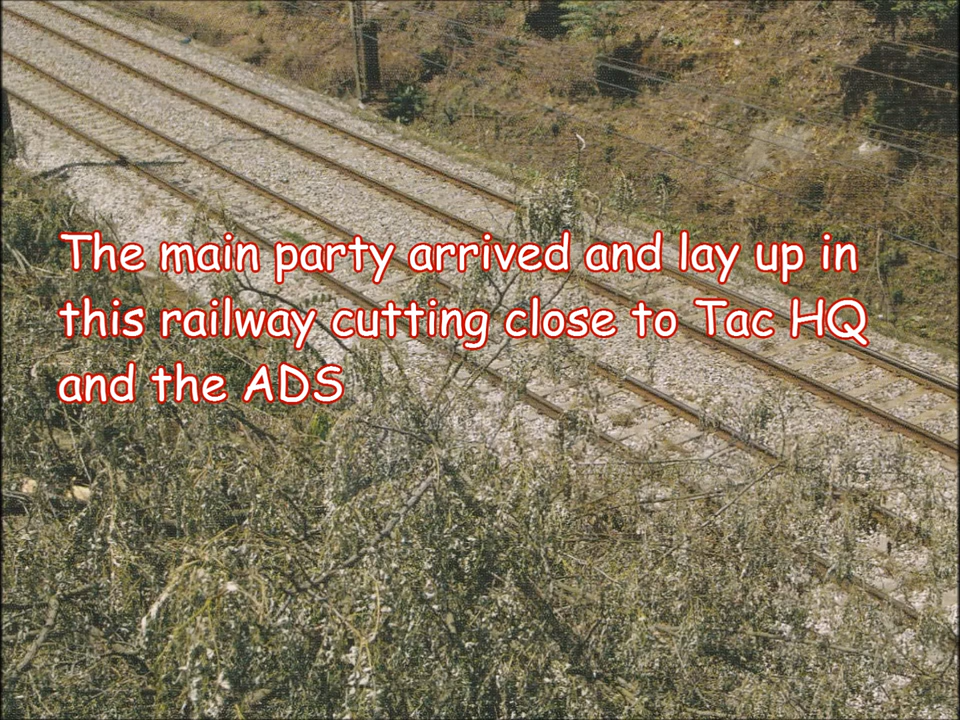 The main party arrived and lay up in
this railway cutting close to Tac HQ
and the ADS